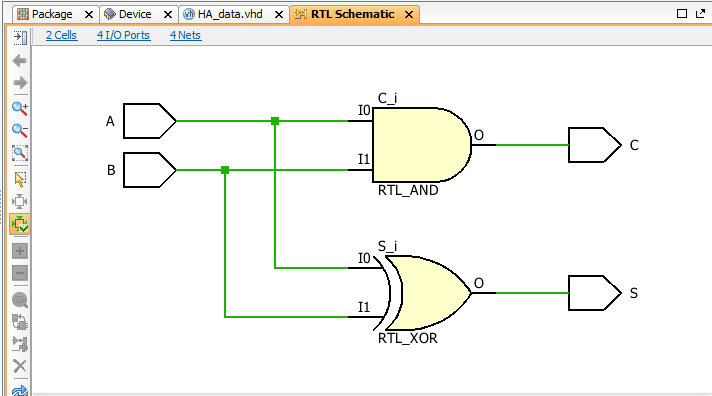 Package × Device × HA_data.vhd × RTL Schematic ×
2 Cells 4 I/O Ports 4 Nets
C_i
A I0
O
B I1 C
RTL_AND
S_i
I0
O
I1 S
RTL_XOR